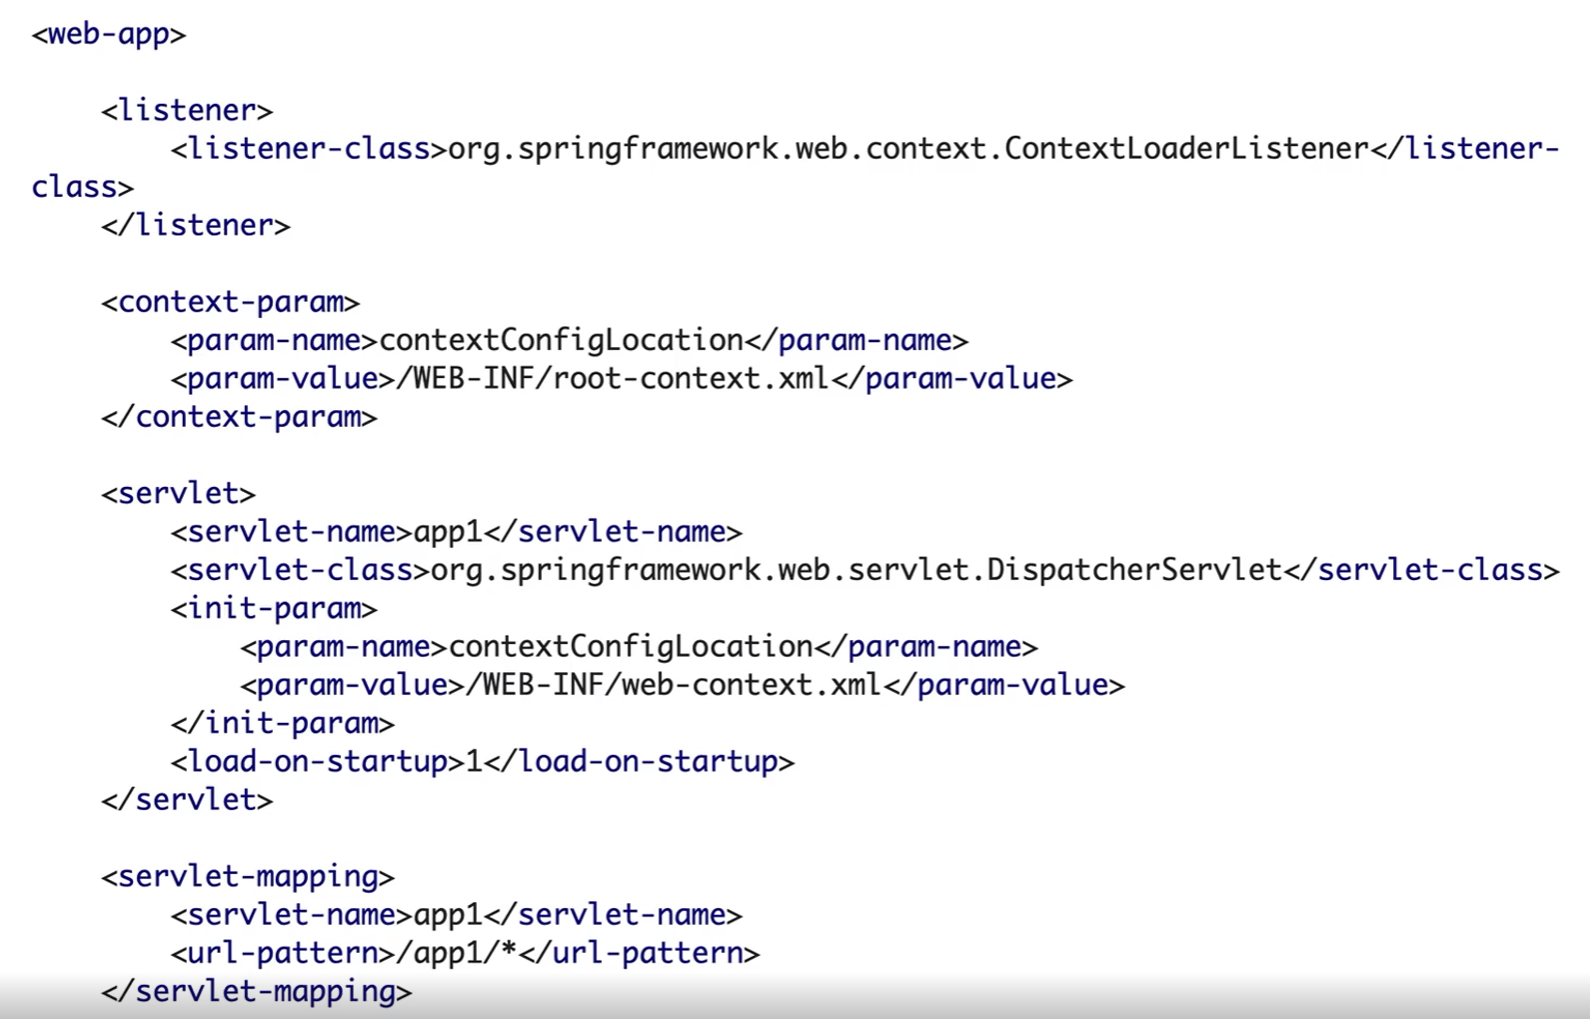 <web-app>
<listener>
<listener-class>org.springframework.web.context.ContextLoaderListener</listener-
class>
</listener>
<context-param>
<param-name>contextConfigLocation</param-name>
<param-value>/WEB-INF/root-context.xml</param-value>
</context-param>
<servlet>
<servlet-name>app1</servlet-name>
<servlet-class>org.springframework.web.servlet.DispatcherServlet</servlet-class>
<init-param>
<param-name>contextConfigLocation</param-name>
<param-value>/WEB-INF/web-context.xml</param-value>
</init-param>
<load-on-startup>1</load-on-startup>
</servlet>
<servlet-mapping>
<servlet-name>app1</servlet-name>
<url-pattern>/app1/*</url-pattern>
</servlet-mapping>